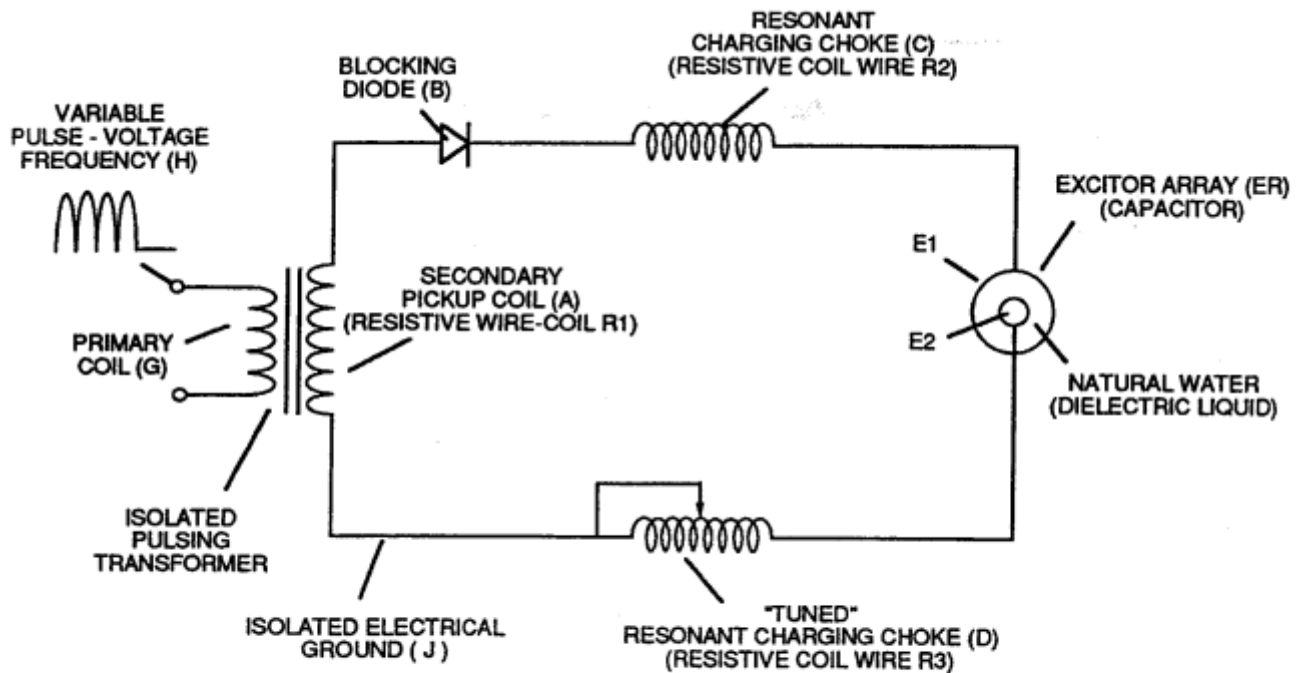 RESONANT
CHARGING CHOKE (C)
(RESISTIVE COIL WIRE R2)
BLOCKING
DIODE (B)
VARIABLE
PULSE - VOLTAGE
FREQUENCY (H)
EXCITOR ARRAY (ER)
(CAPACITOR)
E1
SECONDARY
PICKUP COIL (A)
(RESISTIVE WIRE-COIL R1)
E2
PRIMARY
COIL (G)
NATURAL WATER
(DIELECTRIC LIQUID)
ISOLATED
PULSING
TRANSFORMER
ISOLATED ELECTRICAL
GROUND ( J )
"TUNED"
RESONANT CHARGING CHOKE (D)
(RESISTIVE COIL WIRE R3)